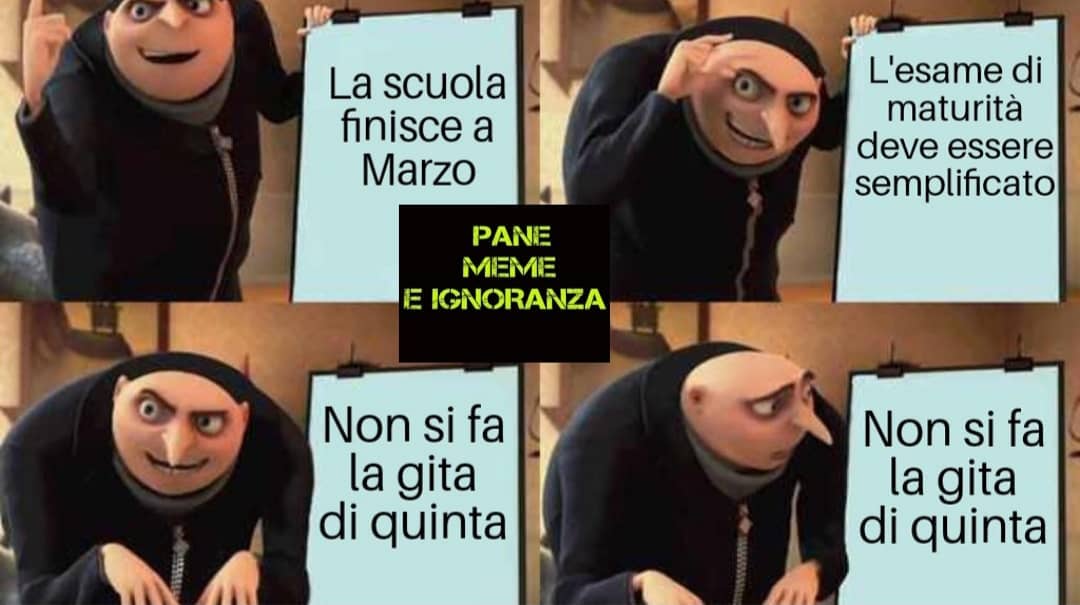 La scuola
finisce a
Marzo
L'esame di
maturità
deve essere
semplificato
PANE
MEME
E IGNORANZA
Non si fa
la gita
di quinta
Non si fa
la gita
di quinta